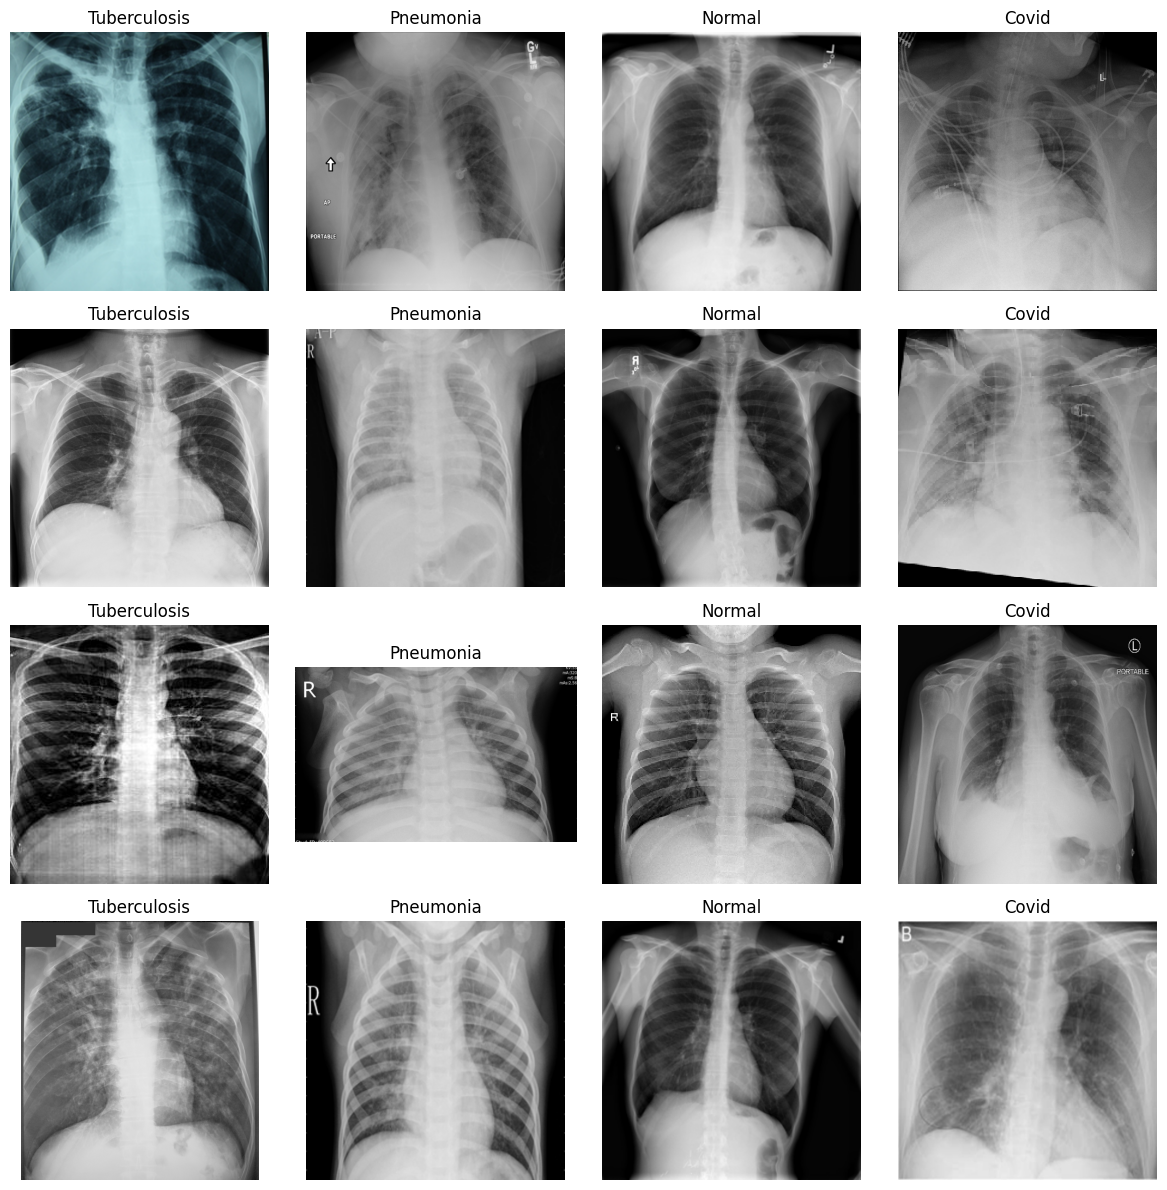 Tuberculosis
Pneumonia
Normal
Covid
L
AP
PORTABLE
Tuberculosis
Pneumonia
Normal
Covid
R
Tuberculosis
Pneumonia
Normal
Covid
R
R
L
PORTABLE
Tuberculosis
Pneumonia
Normal
Covid
R
B